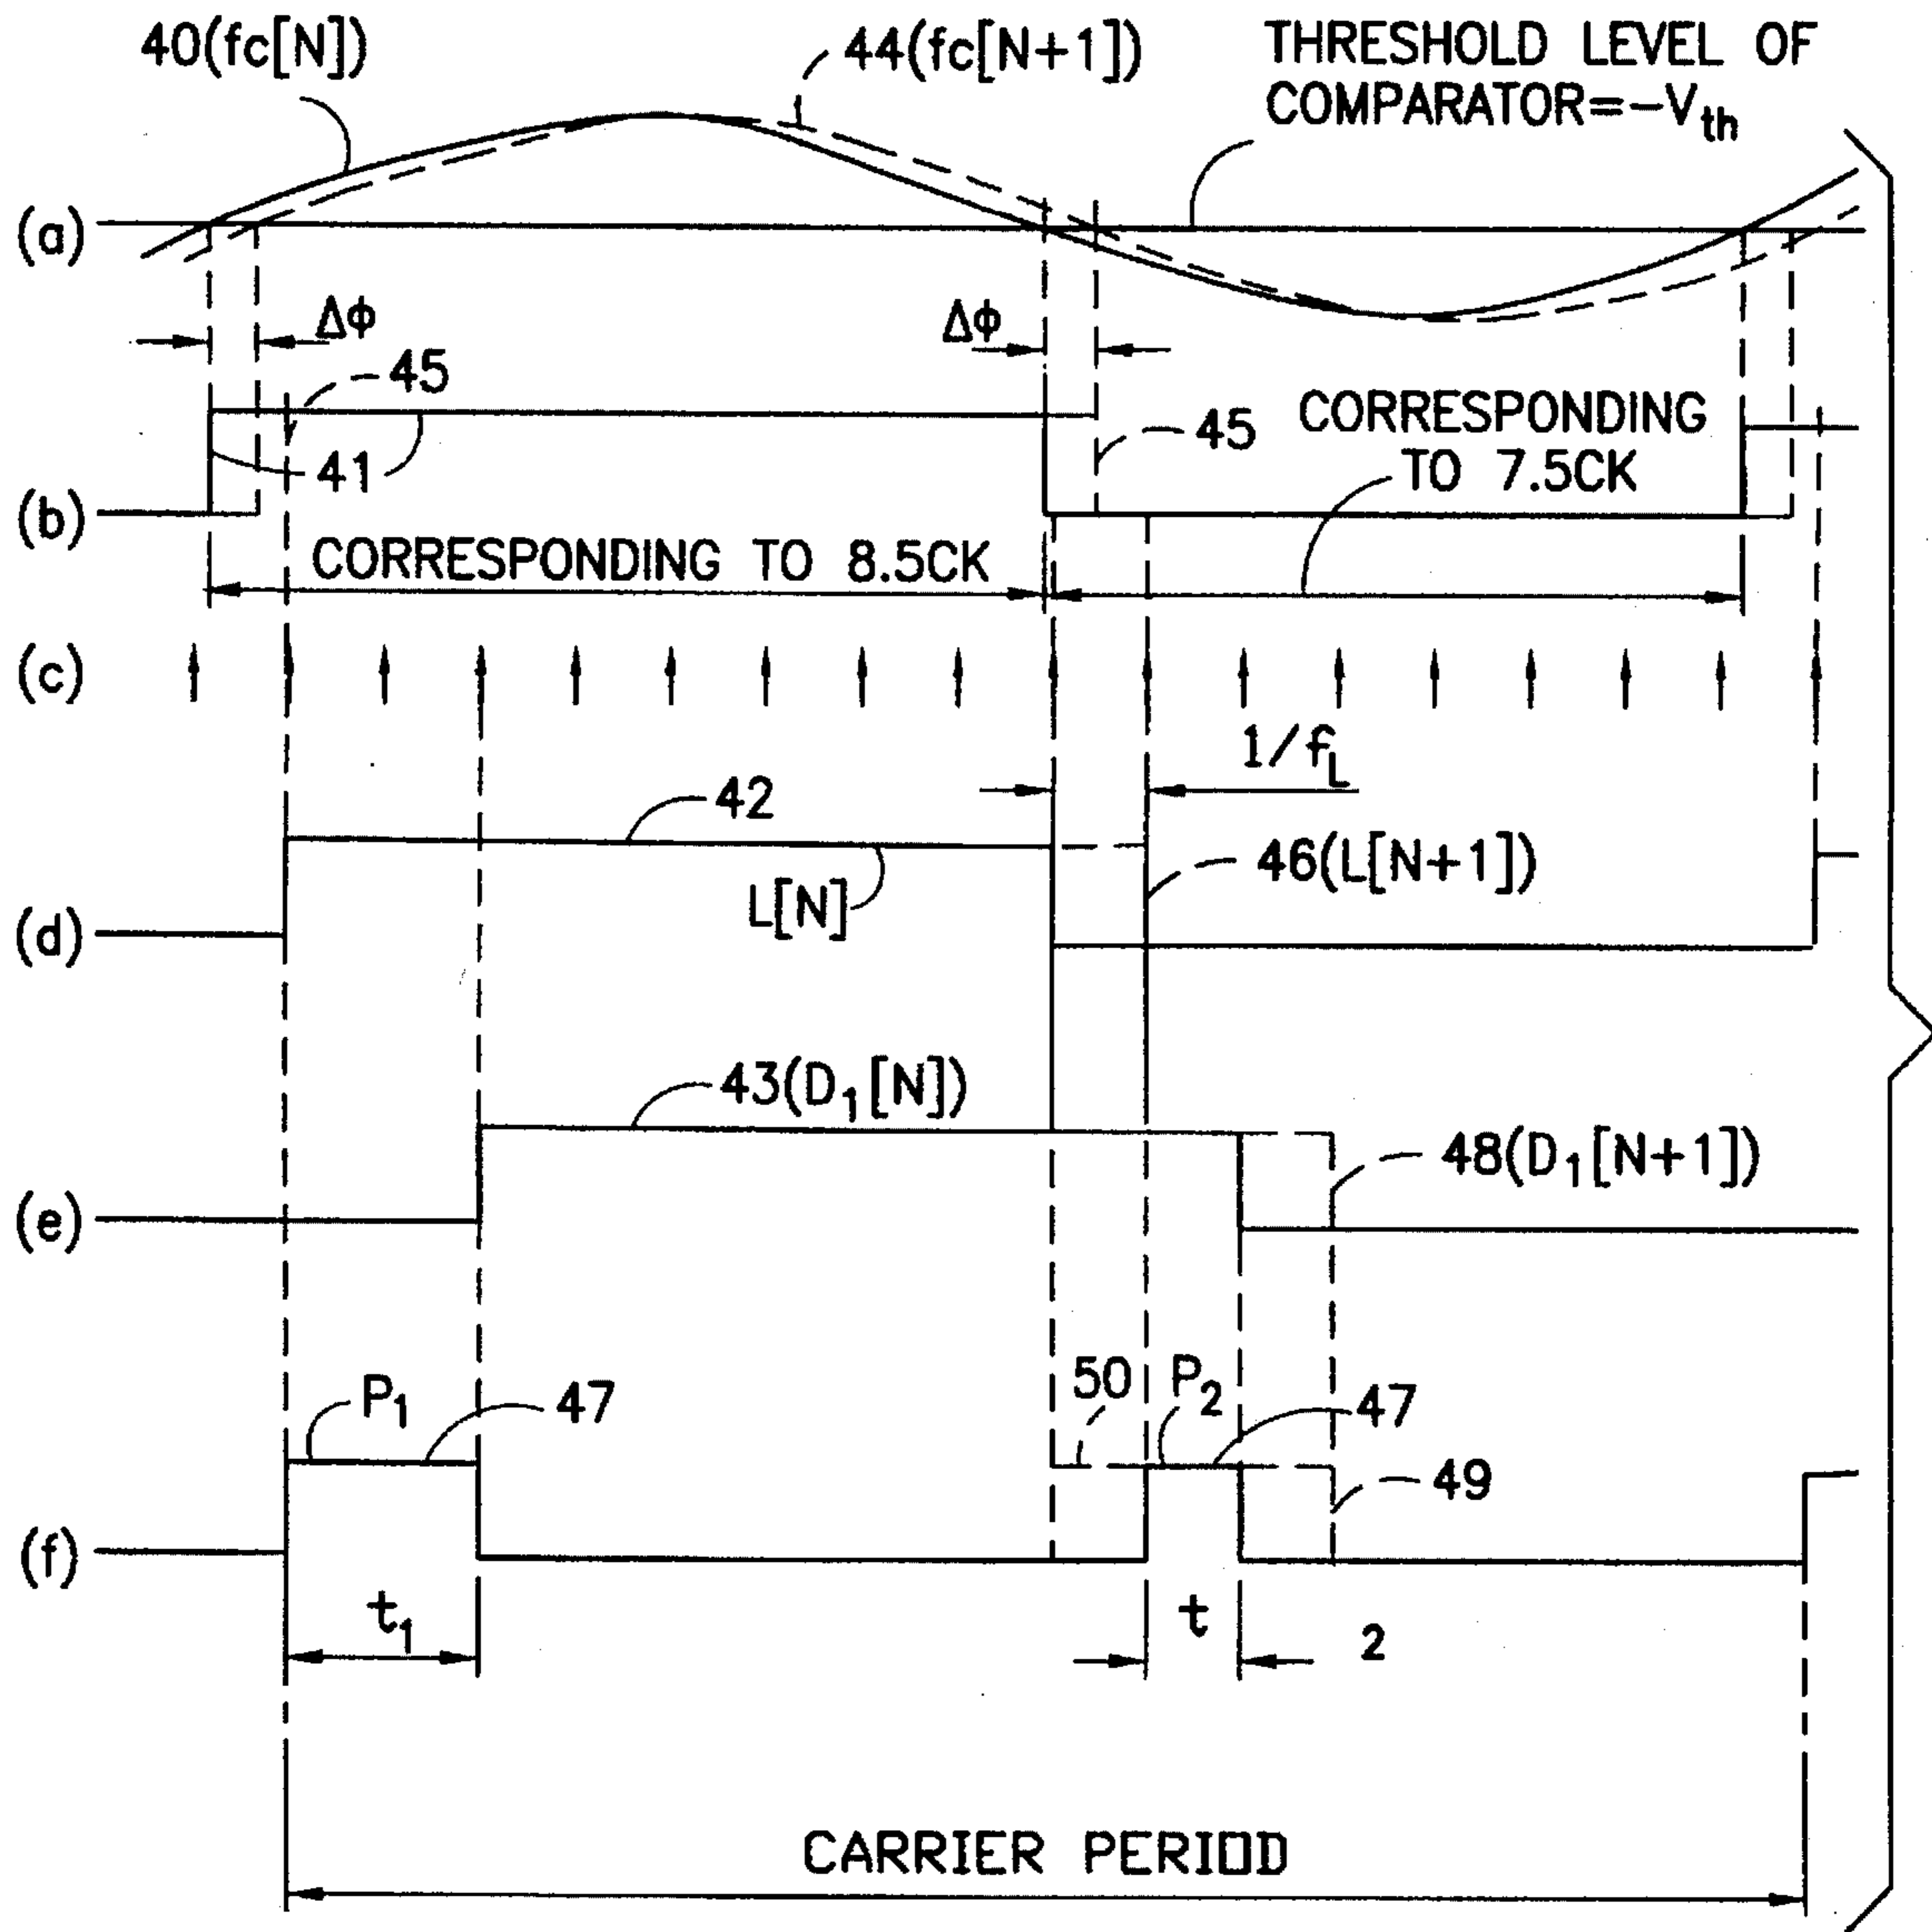 40(fc[N])
44(fc[N+1])
THRESHOLD LEVEL OF
COMPARATOR=-Vth
(a)
Δϕ
Δϕ
45
45
CORRESPONDING
TO 7.5CK
41
(b)
CORRESPONDING TO 8.5CK
(c)
1/fL
42
46(L[N+1])
L[N]
(d)
43(D1[N])
48(D1[N+1])
(e)
P1
47
50
P2
47
49
(f)
t1
t
2
CARRIER PERIOD